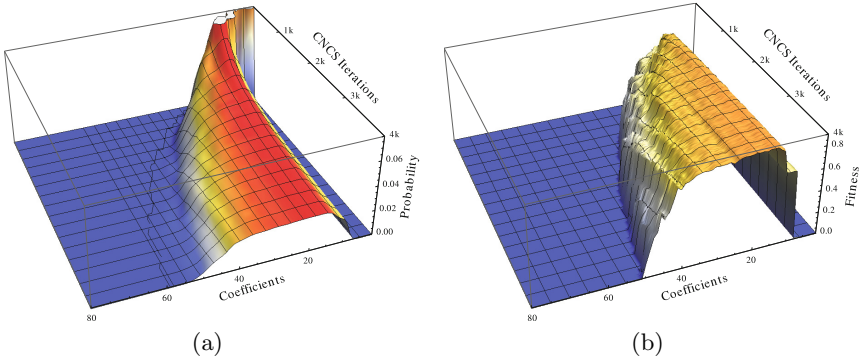 CNCS Iterations
1k
2k
3k
4k
0.06
0.04
0.02
0.00
Probability
20
40
60
80
Coefficients
(a)
CNCS Iterations
1k
2k
3k
4k
0.8
0.6
0.4
0.2
0.0
Fitness
20
40
60
80
Coefficients
(b)